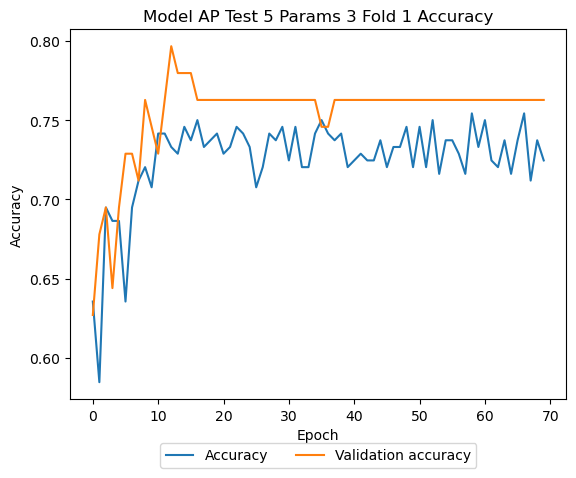 Model AP Test 5 Params 3 Fold 1 Accuracy
Accuracy
0.80
0.75
0.70
0.65
0.60
0 10 20 30 40 50 60 70
Epoch
Accuracy Validation accuracy